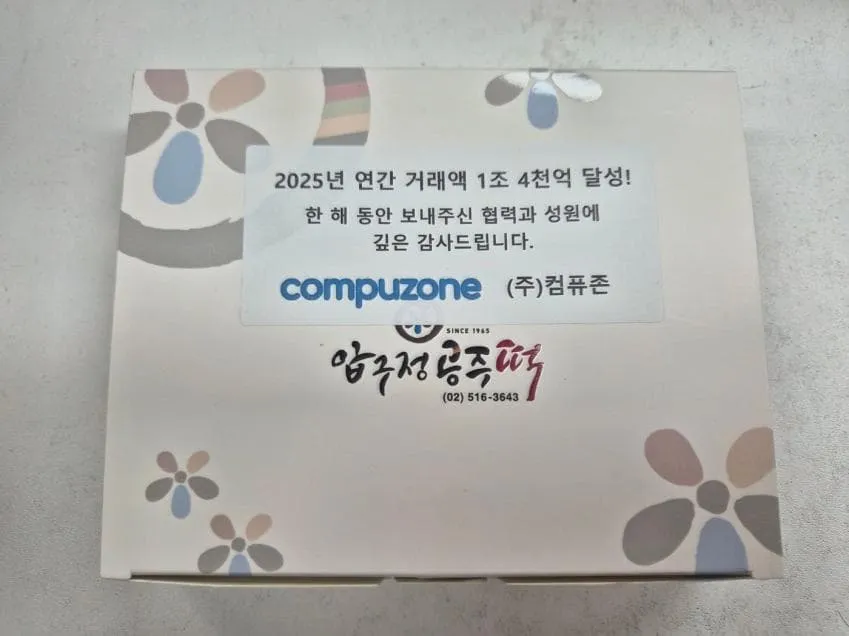 2025년 연간 거래액 1조 4천억 달성!
한 해 동안 보내주신 협력과 성원에
깊은 감사드립니다.
compuzone (주)컴퓨존
SINCE 1965
압구정공주떡
(02) 516-3643